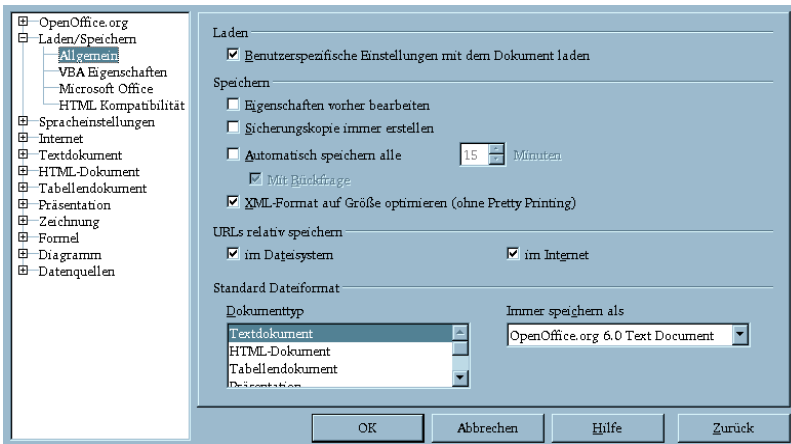 OpenOffice.org
Laden/Speichern
Allgemein
VBA Eigenschaften
Microsoft Office
HTML Kompatibilität
Spracheinstellungen
Internet
Textdokument
HTML-Dokument
Tabellendokument
Präsentation
Zeichnung
Formel
Diagramm
Datenquellen
Laden
Benutzerspezifische Einstellungen mit dem Dokument laden
Speichern
Eigenschaften vorher bearbeiten
Sicherungskopie immer erstellen
Automatisch speichern alle 15 Minuten
Mit Rückfrage
XML-Format auf Größe optimieren (ohne Pretty Printing)
URLs relativ speichern
im Dateisystem im Internet
Standard Dateiformat
Dokumenttyp Immer speichern als
Textdokument OpenOffice.org 6.0 Text Document
HTML-Dokument
Tabellendokument
Präsentation
OK Abbrechen Hilfe Zurück